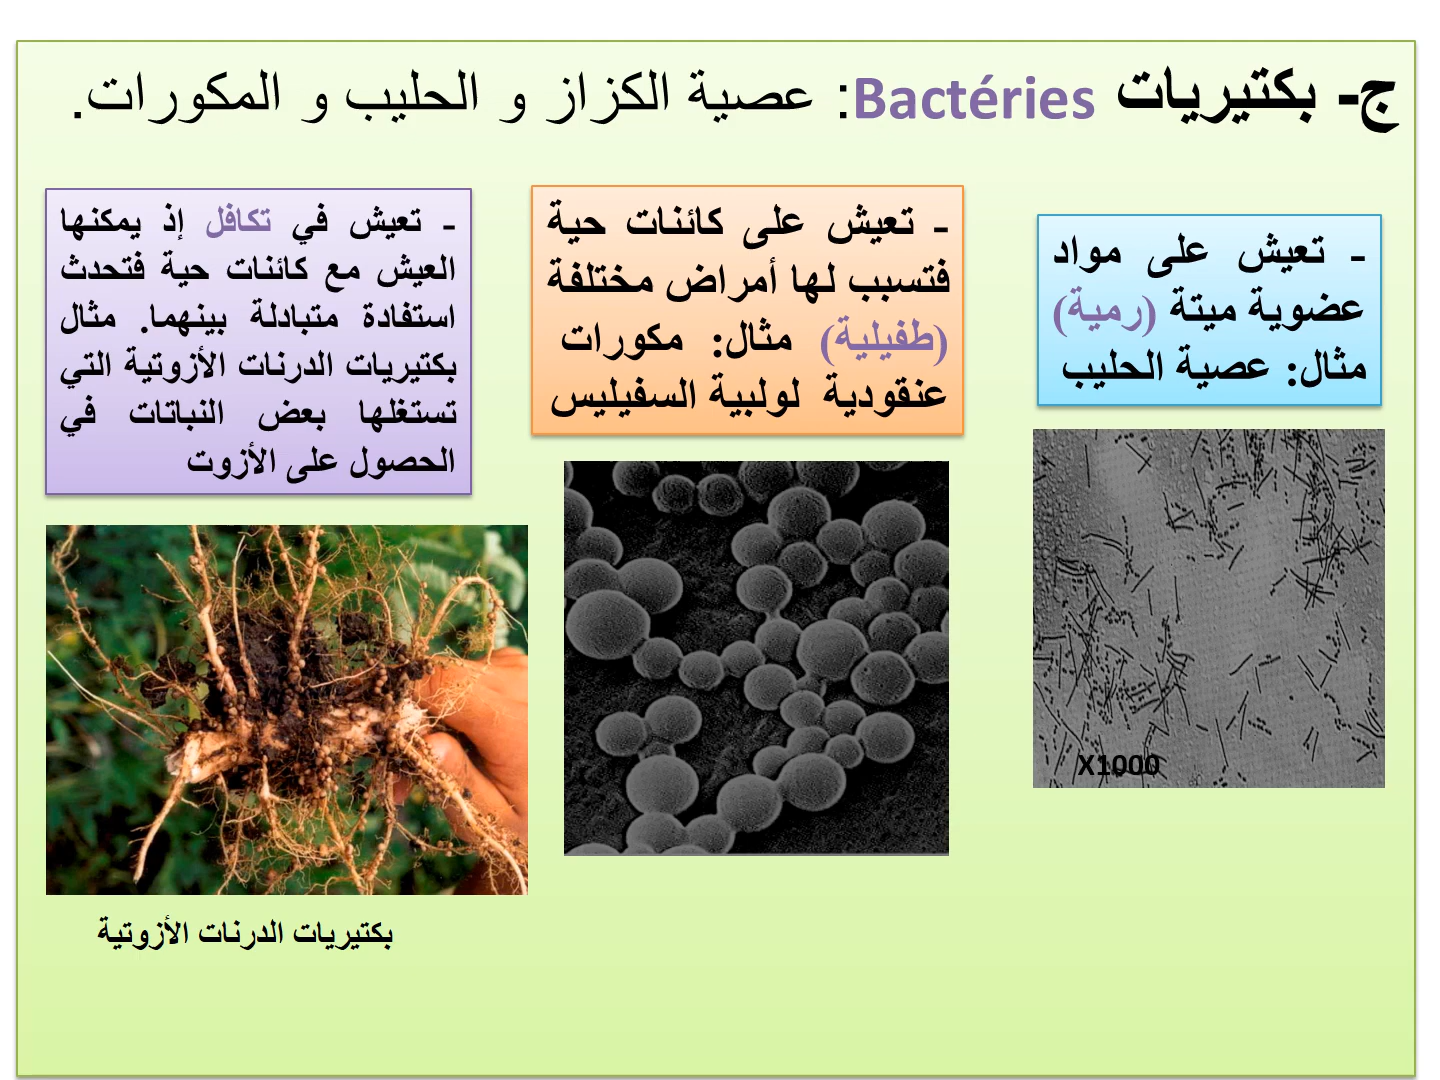 ج- بكتيريات Bactéries: عصية الكزاز و الحليب و المكورات.
- تعيش على مواد
عضوية ميتة (رمية)
مثال: عصية الحليب
- تعيش على كائنات حية
فتسبب لها أمراض مختلفة
(طفيلية) مثال: مكورات
عنقودية لولبية السفيليس
- تعيش في تكافل إذ يمكنها
العيش مع كائنات حية فتحدث
استفادة متبادلة بينهما. مثال
بكتيريات الدرنات الأزوتية التي
تستغلها بعض النباتات في
الحصول على الأزوت
X1000
بكتيريات الدرنات الأزوتية